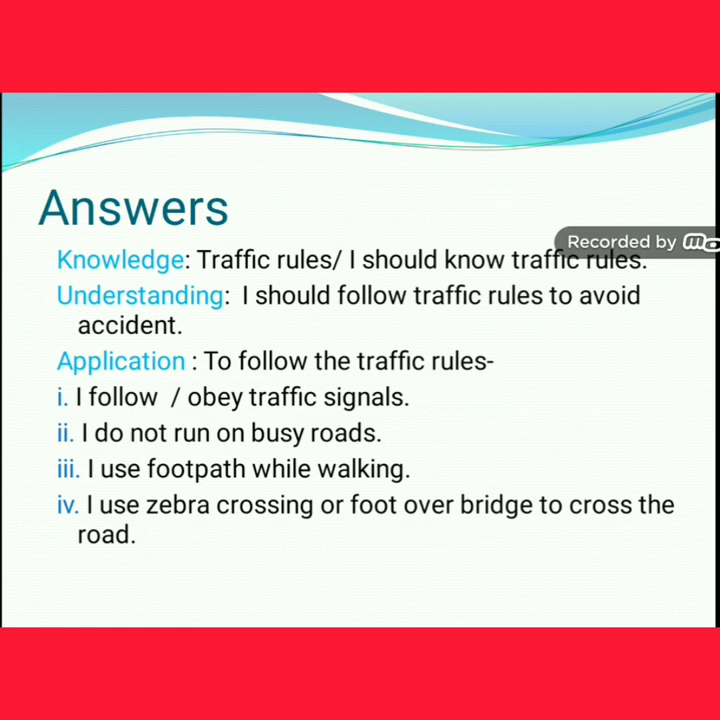 Answers
Recorded by
Knowledge: Traffic rules/ I should know traffic rules.
Understanding: I should follow traffic rules to avoid
accident.
Application : To follow the traffic rules-
i. I follow / obey traffic signals.
ii. I do not run on busy roads.
iii. I use footpath while walking.
iv. I use zebra crossing or foot over bridge to cross the
road.